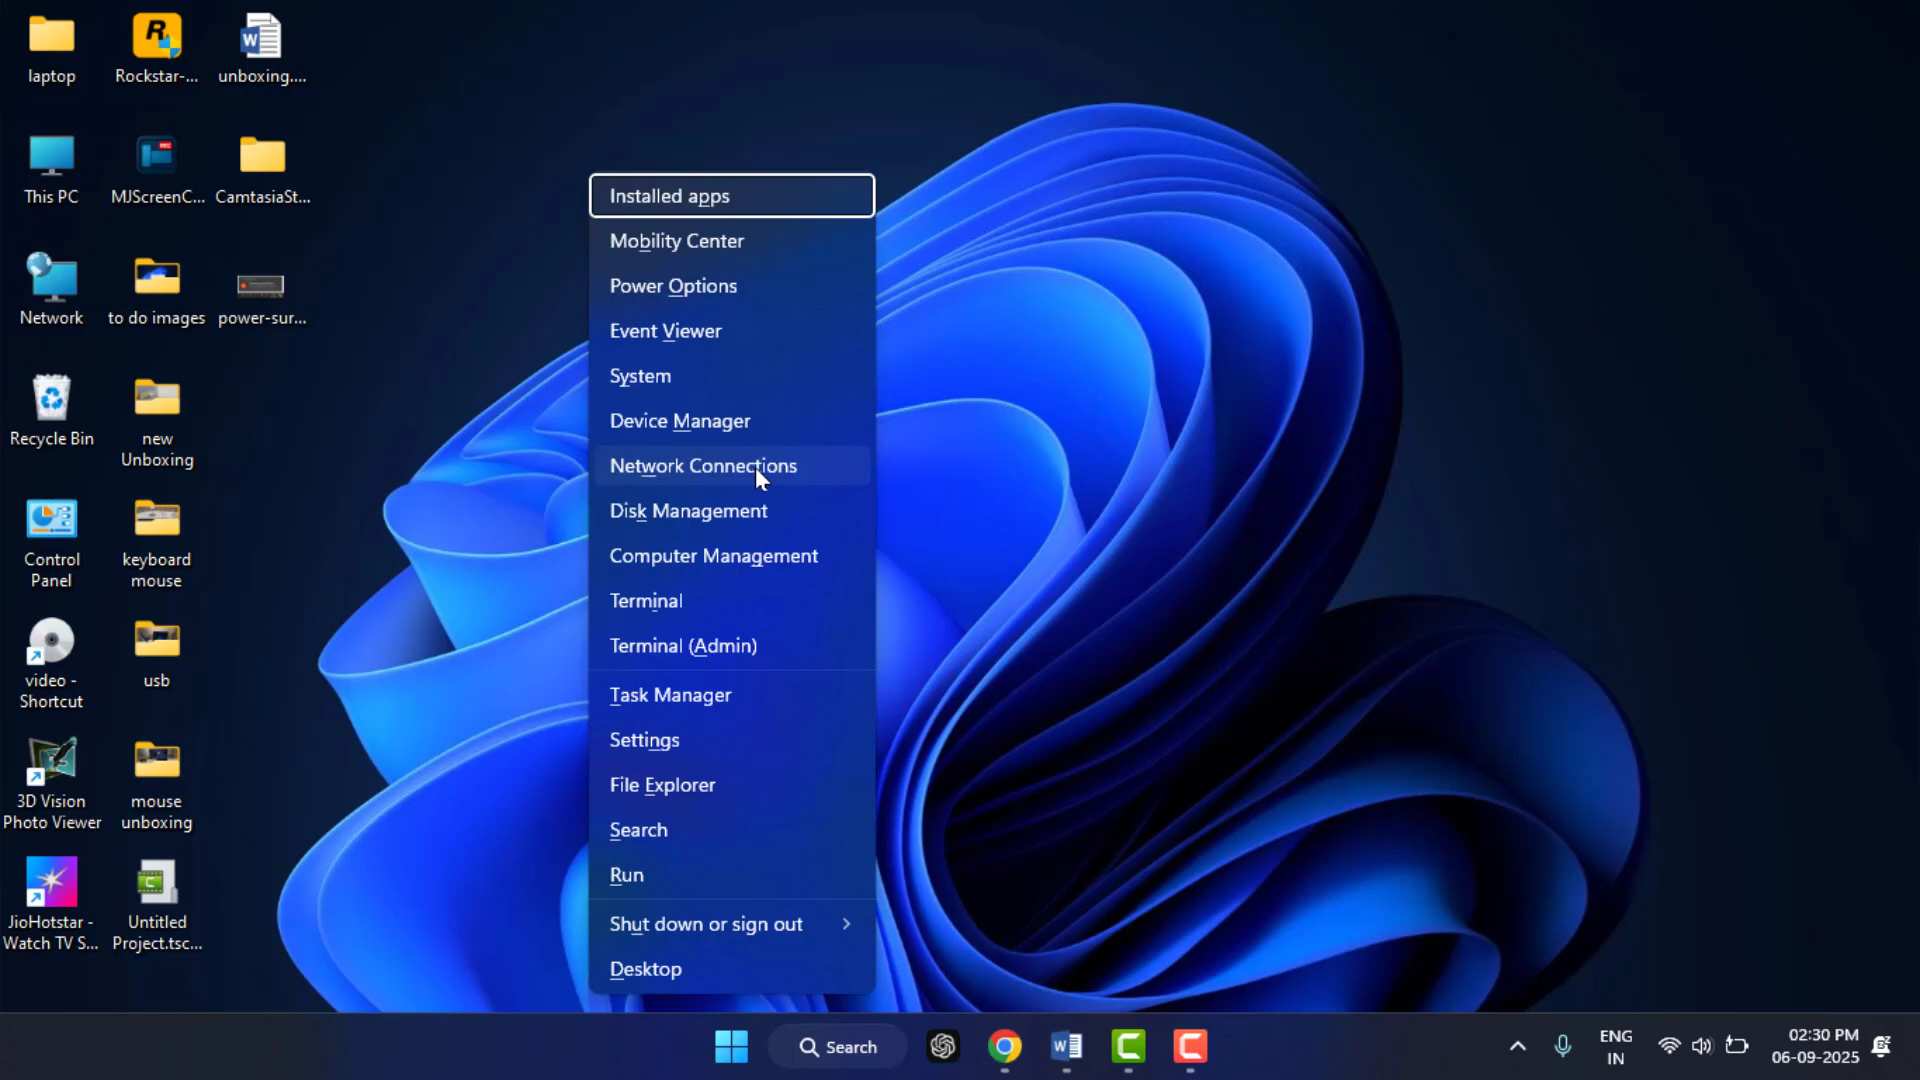 laptop
Rockstar-...
unboxing....
This PC
MJScreenC...
CamtasiaSt...
Network
to do images
power-sur...
Recycle Bin
new
Unboxing
Control
Panel
keyboard
mouse
video -
Shortcut
usb
3D Vision
Photo Viewer
mouse
unboxing
JioHotstar -
Watch TV S...
Untitled
Project.tsc...
Installed apps
Mobility Center
Power Options
Event Viewer
System
Device Manager
Network Connections
Disk Management
Computer Management
Terminal
Terminal (Admin)
Task Manager
Settings
File Explorer
Search
Run
Shut down or sign out
Desktop
Search
ENG
IN
02:30 PM
06-09-2025